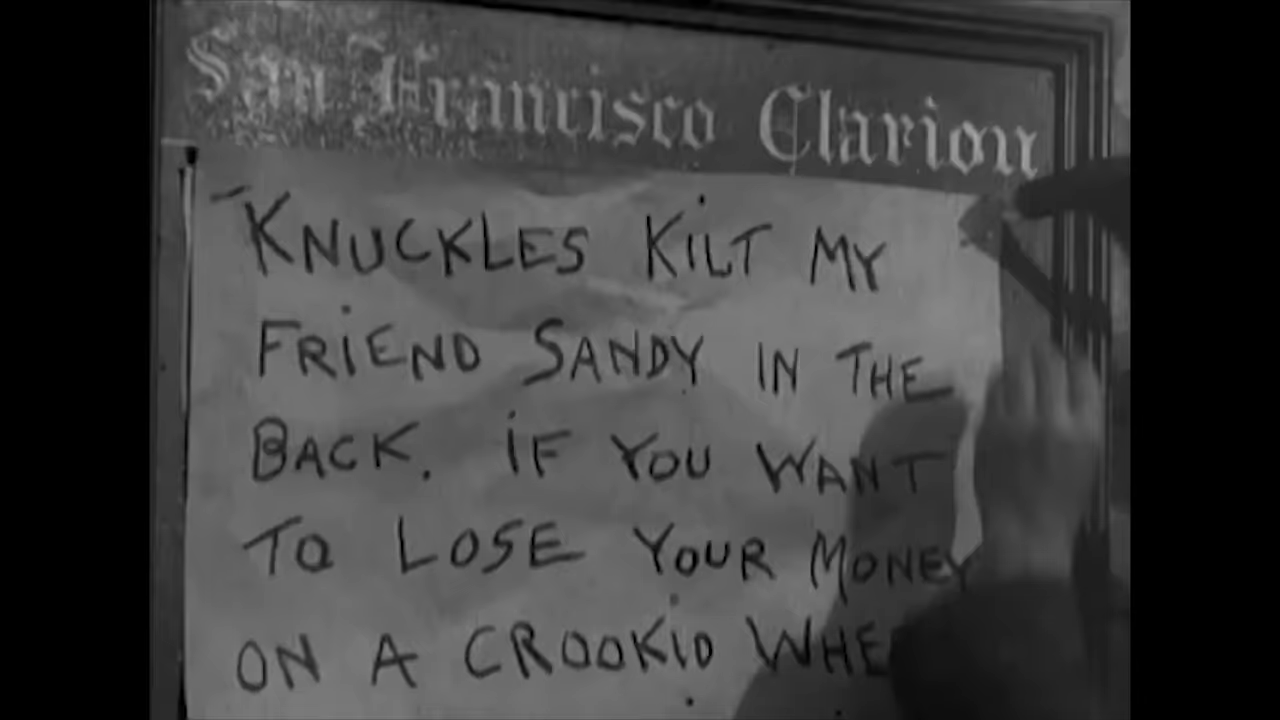 San Francisco Clarion
KNUCKLES KILT MY
FRIEND SANDY IN THE
BACK. IF YOU WANT
TO LOSE YOUR MONEY
ON A CROOKID